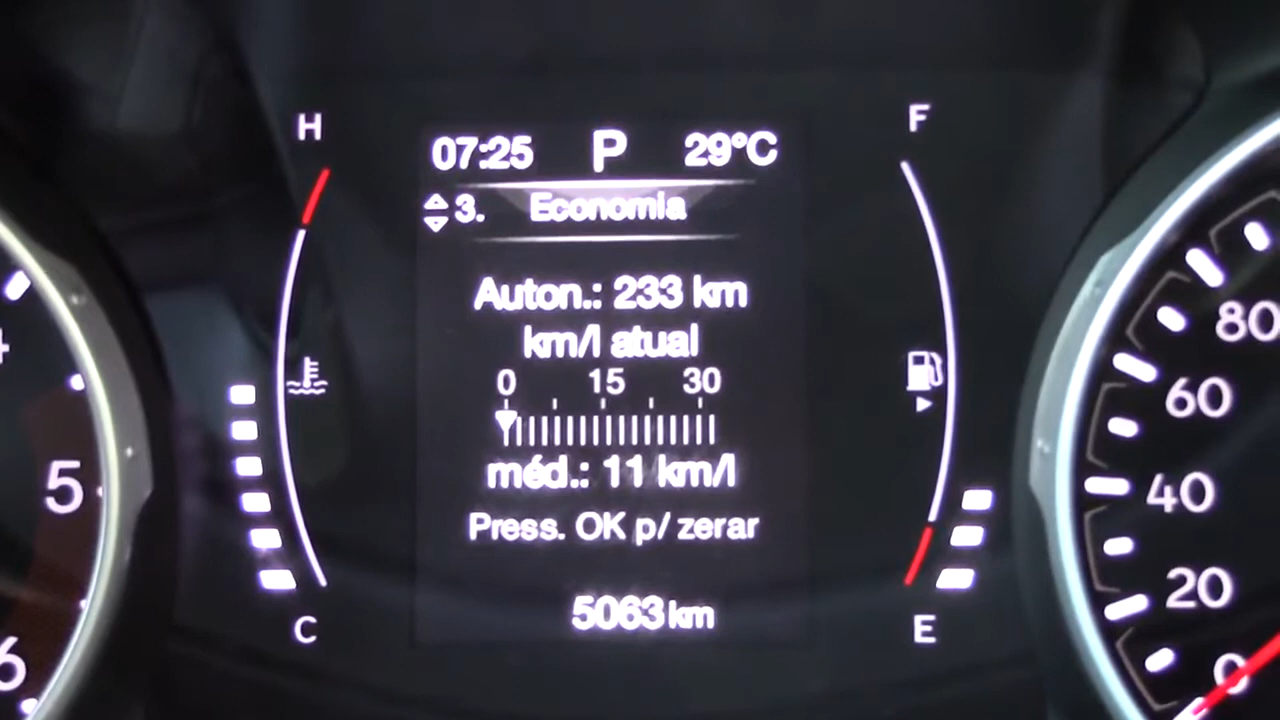 H
F
07:25 P 29°C
3. Economia
Auton.: 233 km
km/l atual
0 15 30
méd.: 11 km/l
Press. OK p/ zerar
5063 km
C
E
5
6
80
60
40
20
0